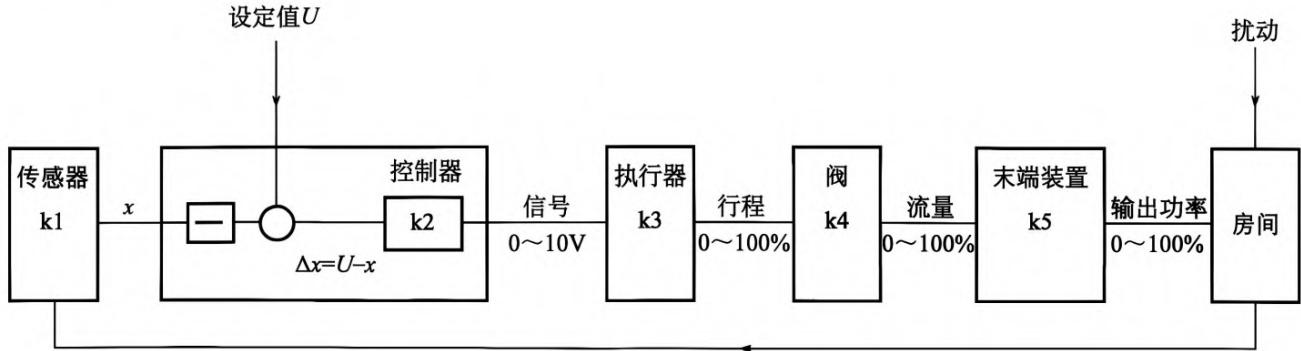 设定值U
扰动
传感器
k1
x
控制器
k2
Δx=U–x
信号
0～10V
执行器
k3
行程
0～100%
阀
k4
流量
0～100%
末端装置
k5
输出功率
0～100%
房间